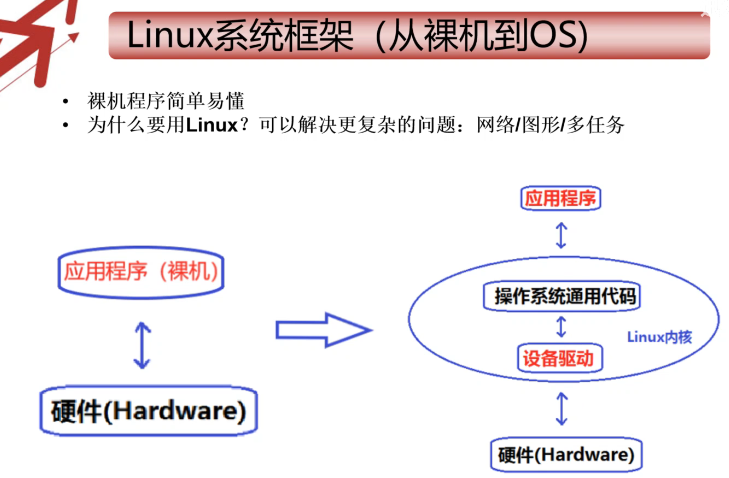 Linux系统框架（从裸机到OS）
• 裸机程序简单易懂
• 为什么要用Linux？可以解决更复杂的问题：网络/图形/多任务
应用程序（裸机）
硬件(Hardware)
应用程序
操作系统通用代码
Linux内核
设备驱动
硬件(Hardware)